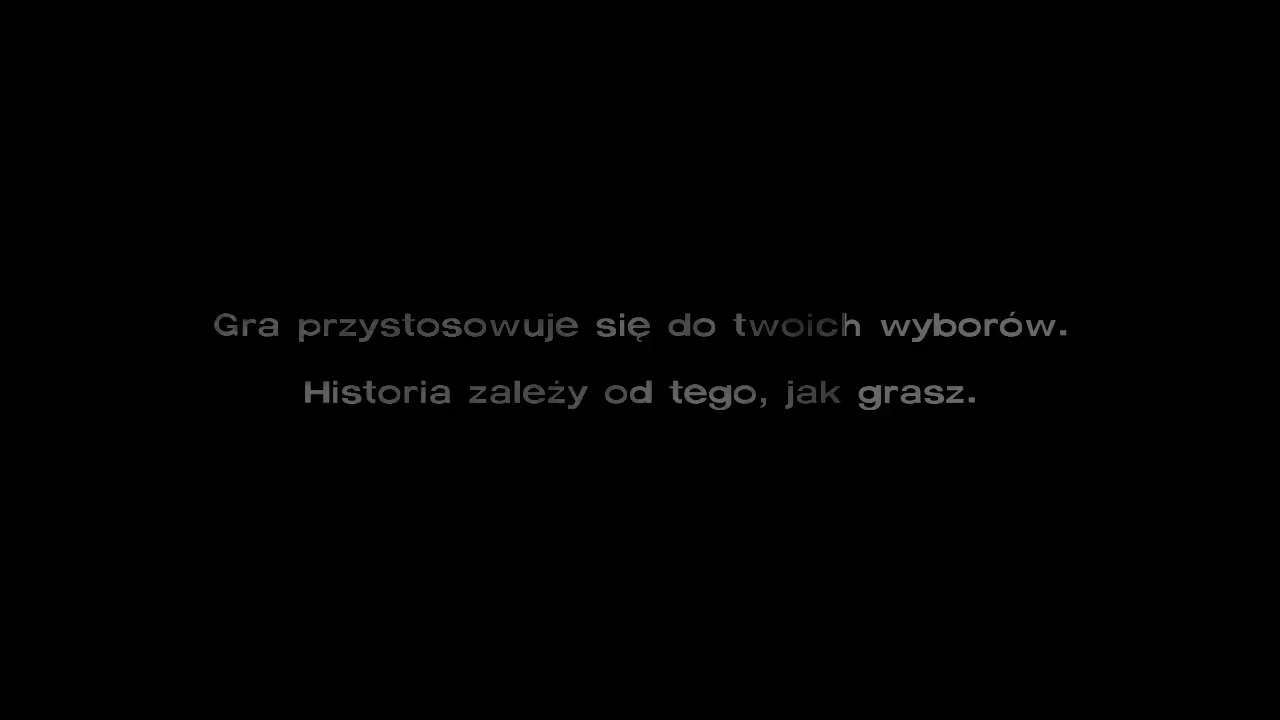 Gra przystosowuje się do twoich wyborów.
Historia zależy od tego, jak grasz.